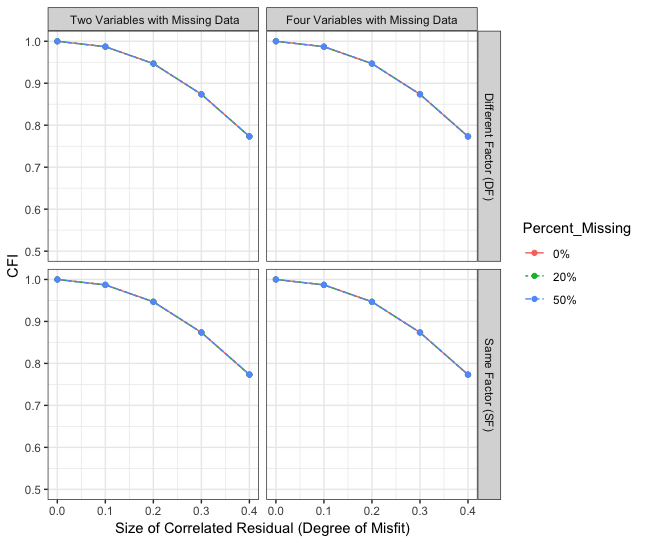 Two Variables with Missing Data
Four Variables with Missing Data
1.0
0.9
0.8
0.7
0.6
0.5
Different Factor (DF)
1.0
0.9
0.8
0.7
0.6
0.5
Same Factor (SF)
CFI
0.0 0.1 0.2 0.3 0.4
0.0 0.1 0.2 0.3 0.4
Size of Correlated Residual (Degree of Misfit)
Percent_Missing
0%
20%
50%